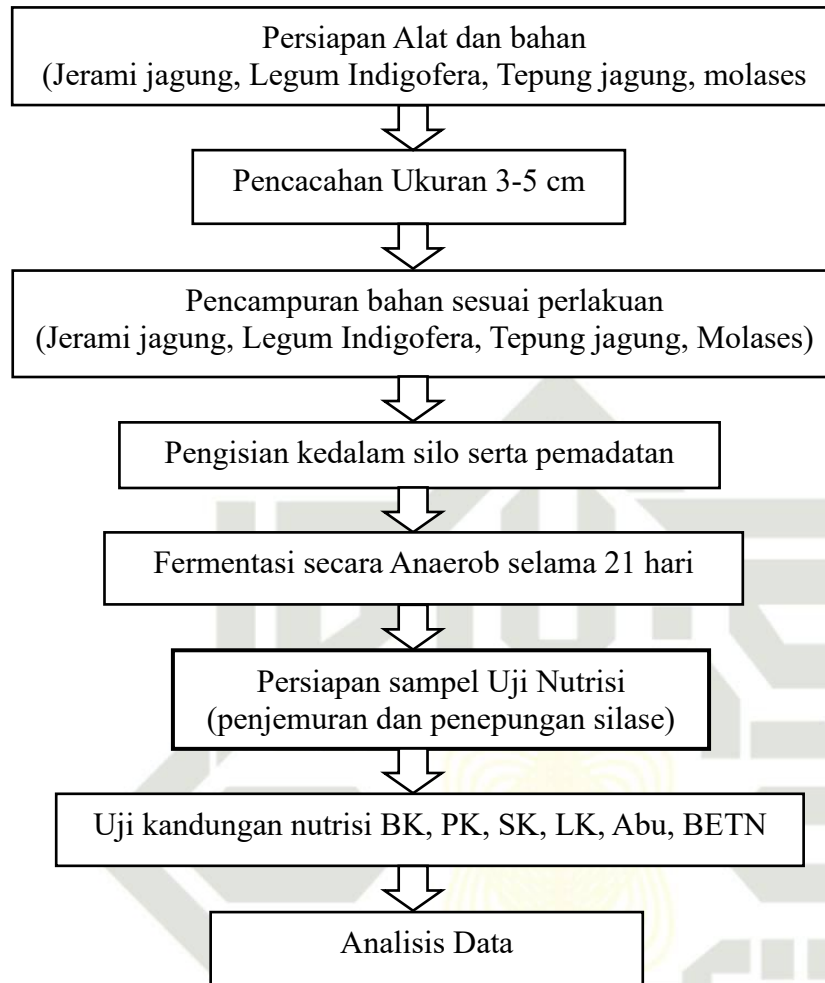 Persiapan Alat dan bahan
(Jerami jagung, Legum Indigofera, Tepung jagung, molases
Pencacahan Ukuran 3-5 cm
Pencampuran bahan sesuai perlakuan
(Jerami jagung, Legum Indigofera, Tepung jagung, Molases)
Pengisian kedalam silo serta pemadatan
Fermentasi secara Anaerob selama 21 hari
Persiapan sampel Uji Nutrisi
(penjemuran dan penepungan silase)
Uji kandungan nutrisi BK, PK, SK, LK, Abu, BETN
Analisis Data